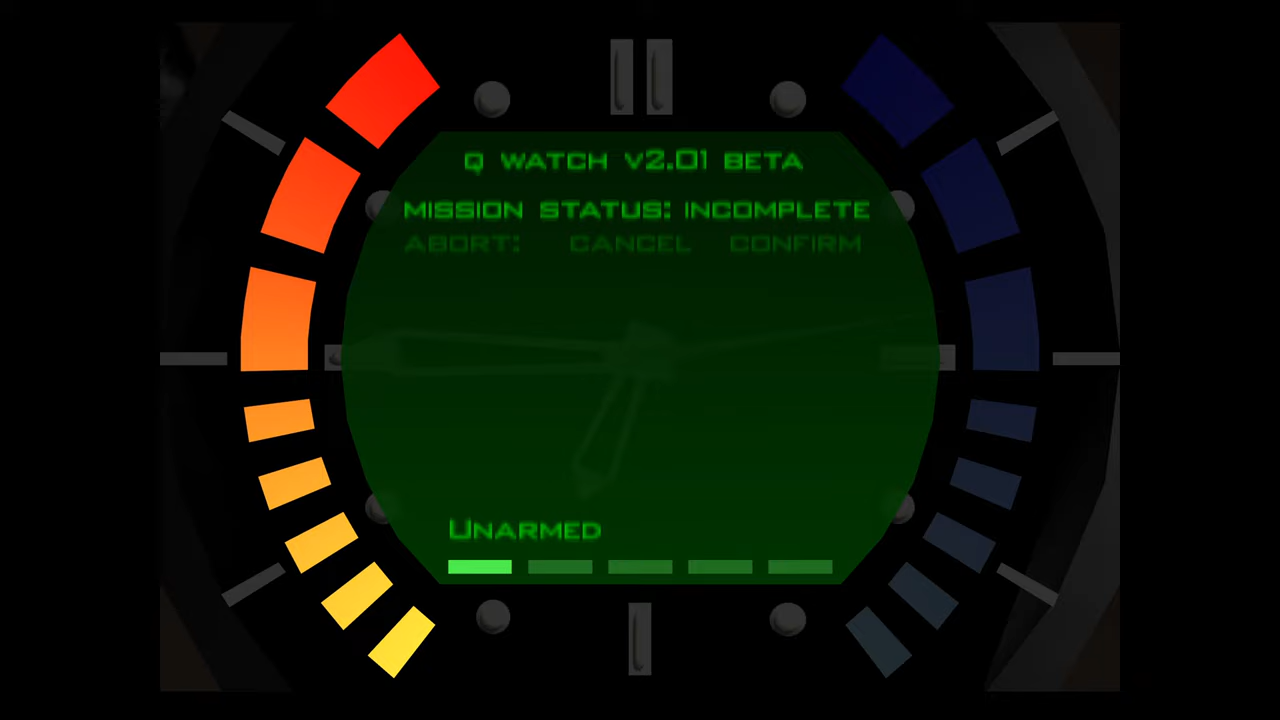 Q WATCH V2.01 BETA
MISSION STATUS: INCOMPLETE
ABORT: CANCEL CONFIRM
UNARMED